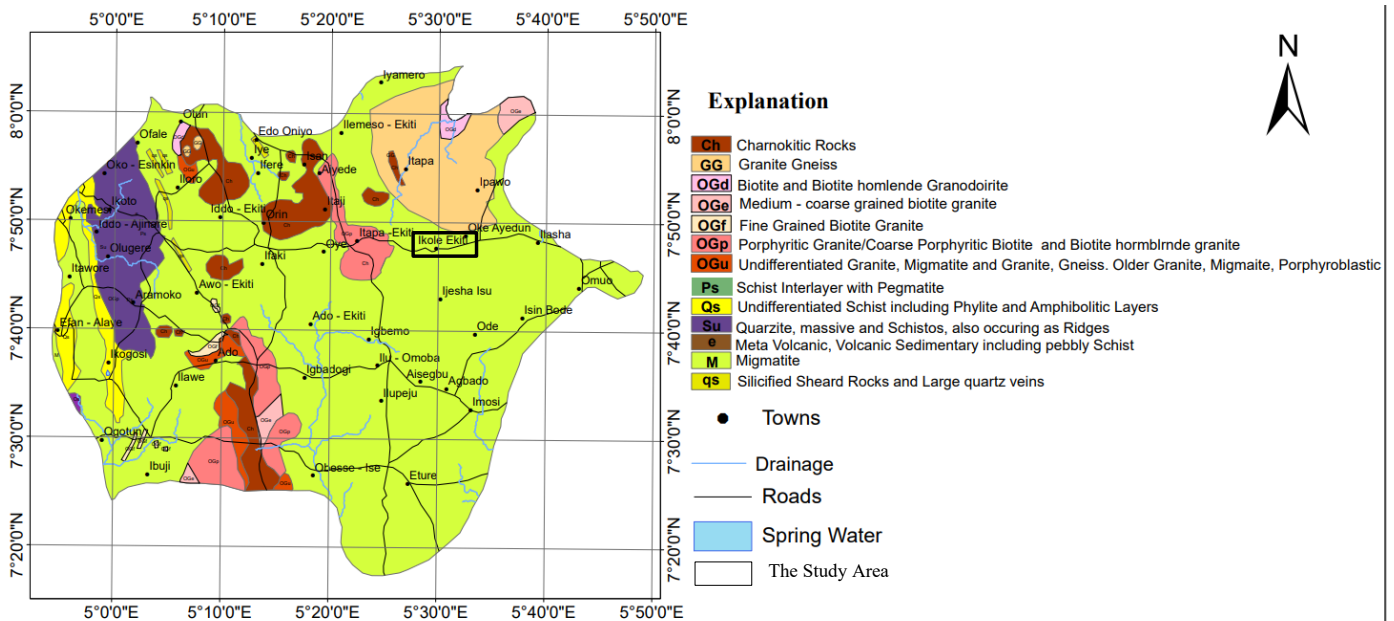 5°0'0"E 5°10'0"E 5°20'0"E 5°30'0"E 5°40'0"E 5°50'0"E
N
8°0'0"N
7°50'0"N
7°40'0"N
7°30'0"N
7°20'0"N
8°0'0"N
7°50'0"N
7°40'0"N
7°30'0"N
7°20'0"N
Iyamero
Otun
Ofale
Edo Oniyo
Ilemeso - Ekiti
Iye
Isan
Oko - Esinkin
Ifere
Aiyede
Itapa
Iloro
Ipawo
Ikoto
Okemesi
Iddo - Ekiti
Orin
Itaji
Iddo - Ajinare
Itapa -Ekiti
Oke Ayedun
Ikole Ekiti
Ilasha
Olugere
Oye
Ifaki
Itawore
Awo - Ekiti
Omuo
Aramoko
Ijesha Isu
Isin Bode
Ado - Ekiti
Efan - Alaye
Igbemo
Ode
Ikogosi
Ado
Ilu - Omoba
Ilawe
Igbadogi
Aisegbu
Agbado
Ilupeju
Imosi
Ogotun
Ibuji
Obesse - Ise
Eture
5°0'0"E 5°10'0"E 5°20'0"E 5°30'0"E 5°40'0"E 5°50'0"E
Explanation
Ch Charnokitic Rocks
GG Granite Gneiss
OGd Biotite and Biotite homlende Granodoirite
OGe Medium - coarse grained biotite granite
OGf Fine Grained Biotite Granite
OGp Porphyritic Granite/Coarse Porphyritic Biotite and Biotite hormblrnde granite
OGu Undifferentiated Granite, Migmatite and Granite, Gneiss. Older Granite, Migmaite, Porphyroblastic
Ps Schist Interlayer with Pegmatite
Qs Undifferentiated Schist including Phylite and Amphibolitic Layers
Su Quarzite, massive and Schistos, also occuring as Ridges
e Meta Volcanic, Volcanic Sedimentary including pebbly Schist
M Migmatite
qs Silicified Sheard Rocks and Large quartz veins
Towns
Drainage
Roads
Spring Water
The Study Area